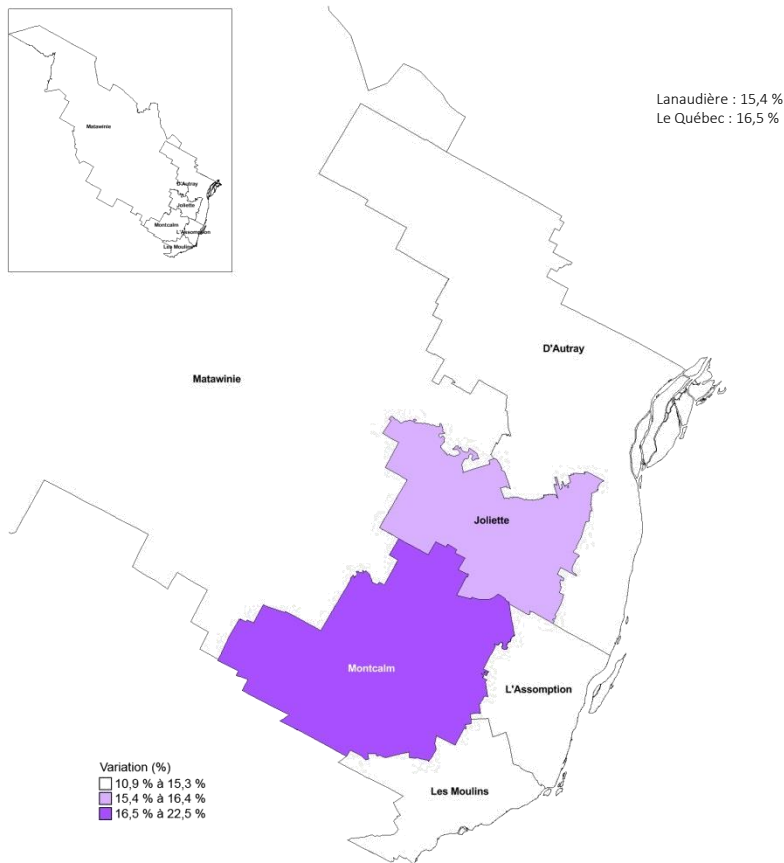 Matawinie
D'Autray
Joliette
Montcalm
L'Assomption
Les Moulins
Lanaudière : 15,4 %
Le Québec : 16,5 %
D'Autray
Matawinie
Joliette
Montcalm
L'Assomption
Les Moulins
Variation (%)
10,9 % à 15,3 %
15,4 % à 16,4 %
16,5 % à 22,5 %